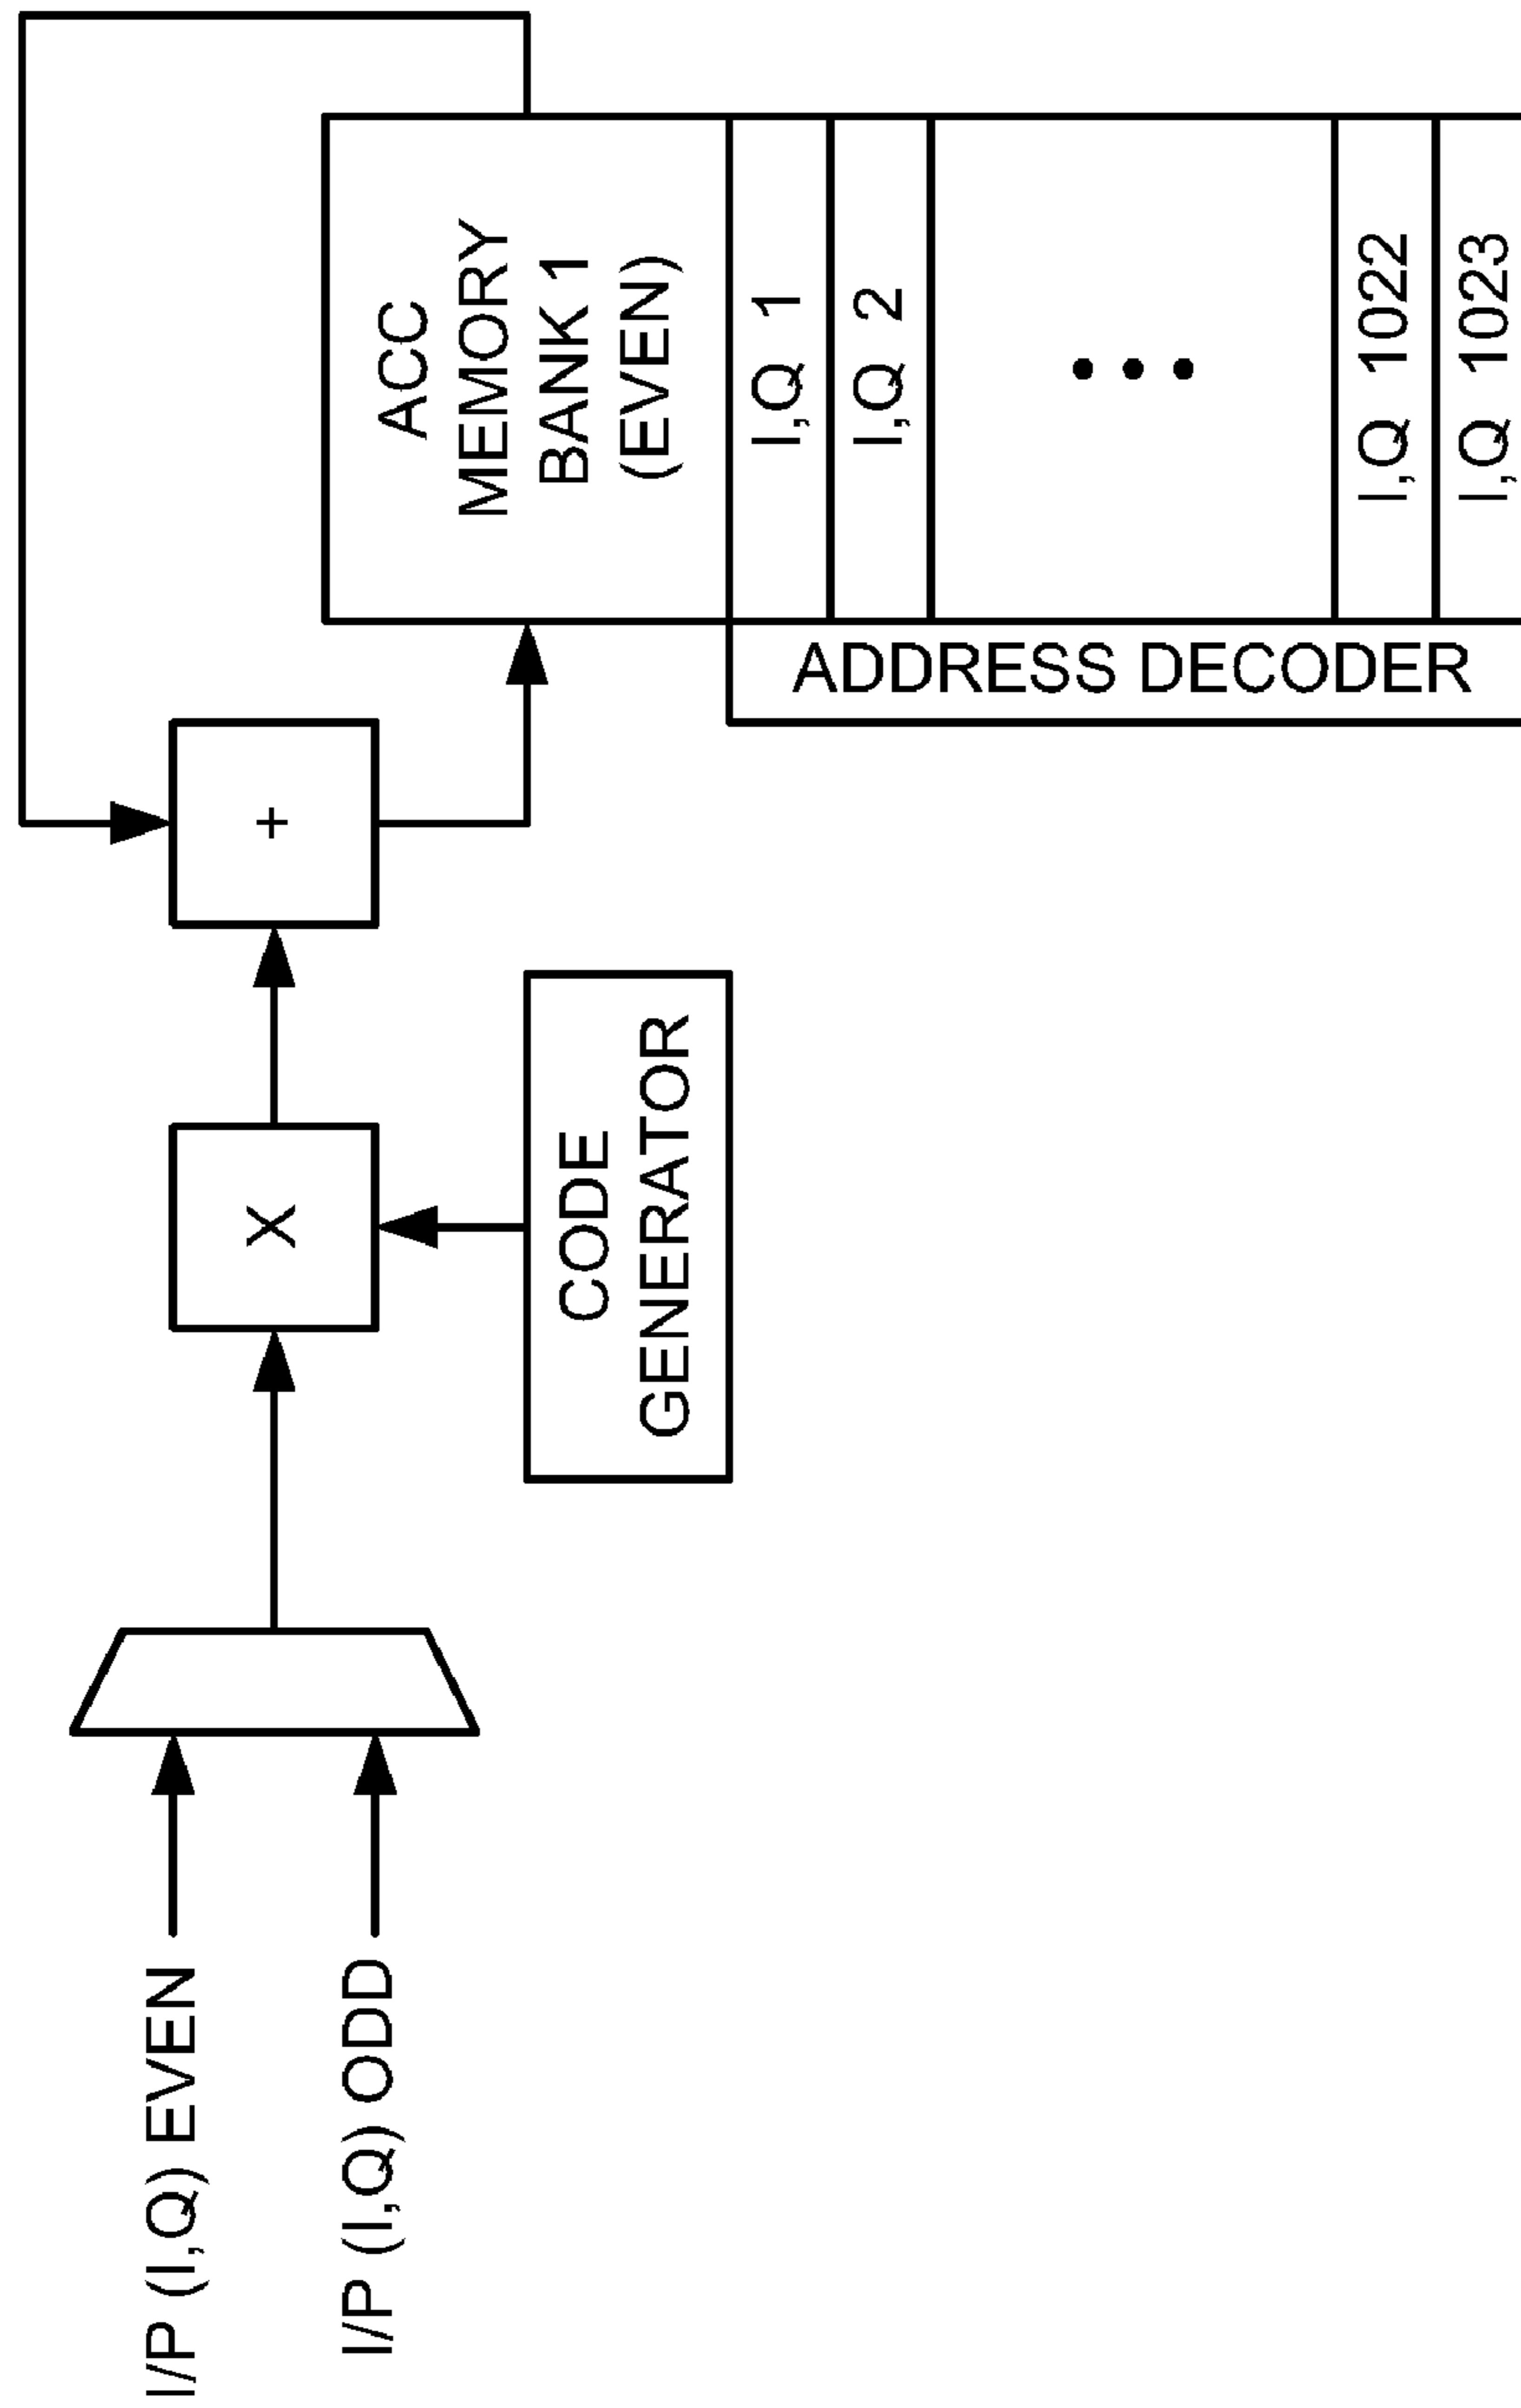 I/P (I,Q) EVEN
I/P (I,Q) ODD
X
CODE
GENERATOR
+
ACC
MEMORY
BANK 1
(EVEN)
I,Q 1
I,Q 2
I,Q 1022
I,Q 1023
ADDRESS DECODER